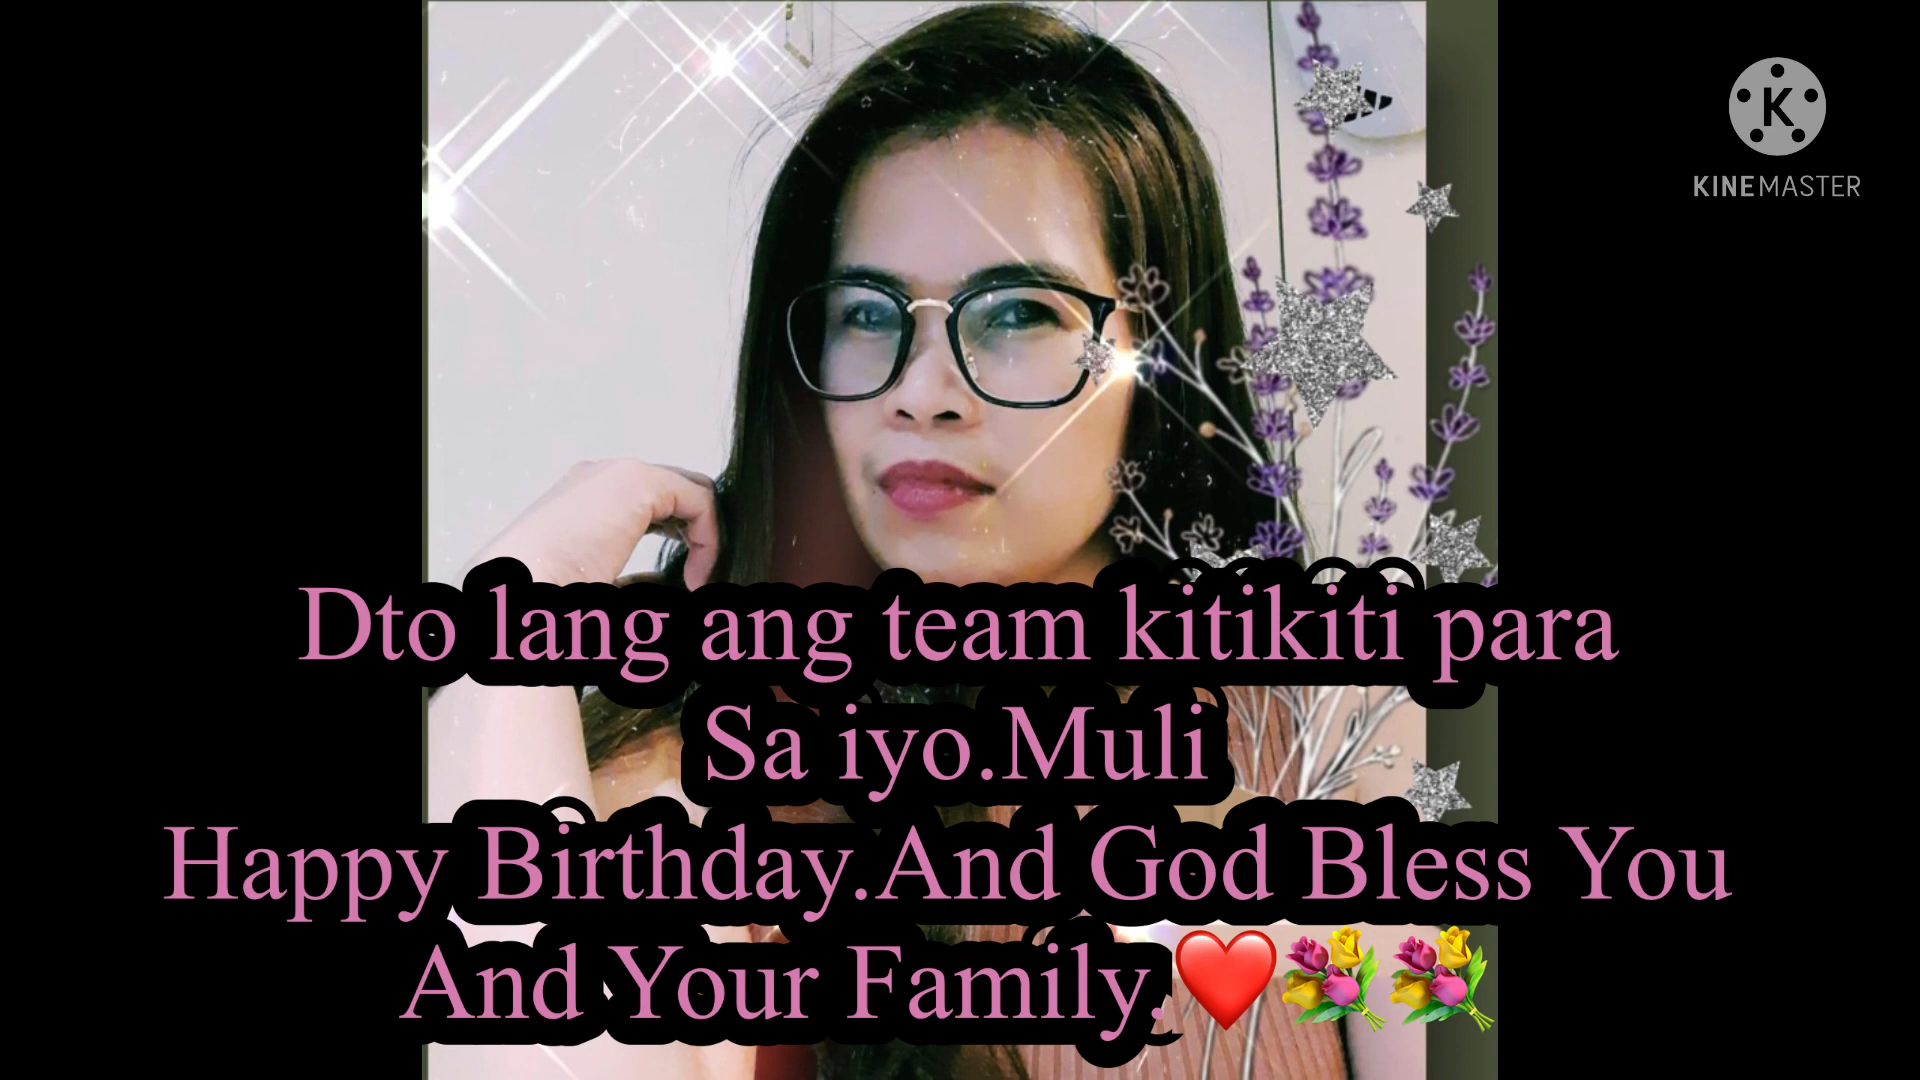 K
KINEMASTER
Dto lang ang team kitikiti para
Sa iyo.Muli
Happy Birthday.And God Bless You
And Your Family.❤️💐💐